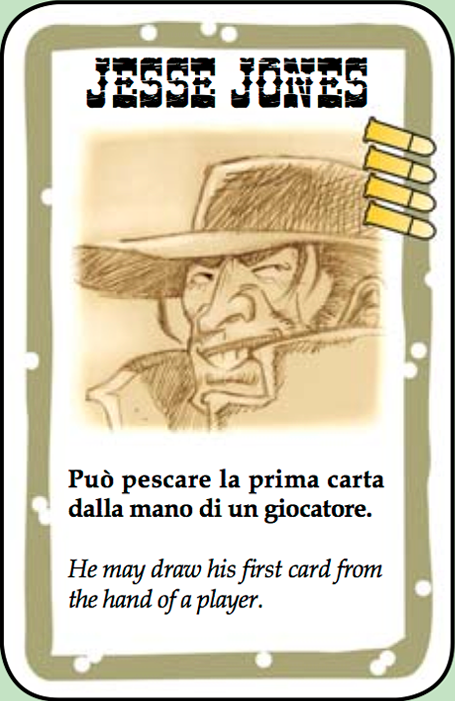 JESSE JONES
Può pescare la prima carta
dalla mano di un giocatore.
He may draw his first card from
the hand of a player.